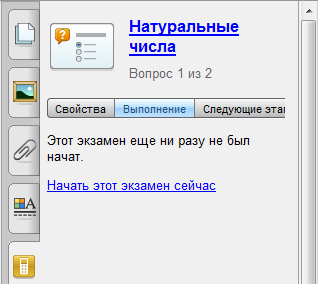 Натуральные
числа
Вопрос 1 из 2
Свойства Выполнение Следующие
Этот экзамен еще ни разу не был
начат.
Начать этот экзамен сейчас